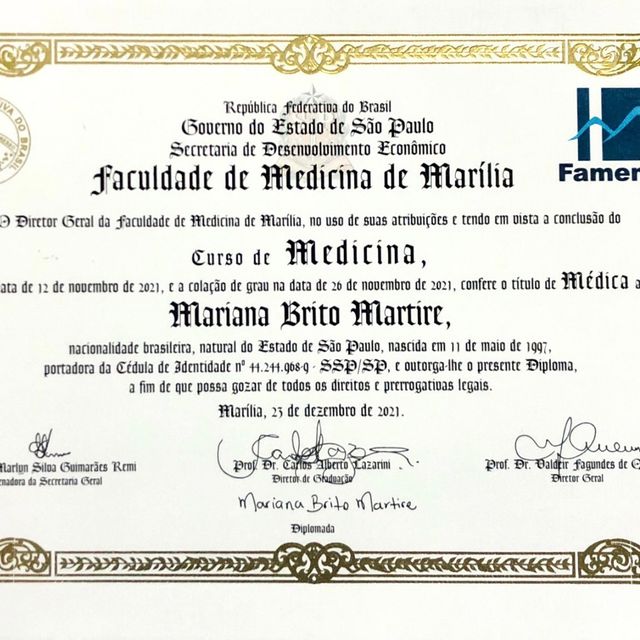 República Federativa do Brasil
Governo do Estado de São Paulo
Secretaria de Desenvolvimento Econômico
Faculdade de Medicina de Marília
IVA DO BRASIL
Famem
O Diretor Geral da Faculdade de Medicina de Marília, no uso de suas atribuições e tendo em vista a conclusão do
Curso de Medicina,
ata de 12 de novembro de 2021, e a colação de grau na data de 26 de novembro de 2021, confere o título de Médica a
Mariana Brito Martire,
nacionalidade brasileira, natural do Estado de São Paulo, nascida em 11 de maio de 1997,
portadora da Cédula de Identidade nº 44.244.968-9 - SSP/SP, e outorga-lhe o presente Diploma,
a fim de que possa gozar de todos os direitos e prerrogativas legais.
Marília, 23 de dezembro de 2021.
Marlyn Silva Guimarães Remi
enadora da Secretaria Geral
Prof. Dr. Carlos Alberto Lazarini
Diretor de Graduação
Prof. Dr. Valdeir Fagundes de
Diretor Geral
Mariana Brito Martire
Diplomada